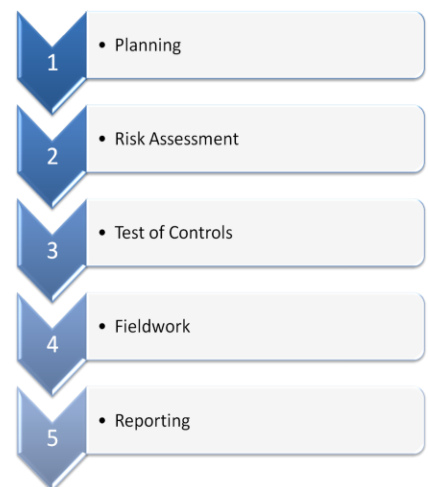 1
• Planning
2
• Risk Assessment
3
• Test of Controls
4
• Fieldwork
5
• Reporting